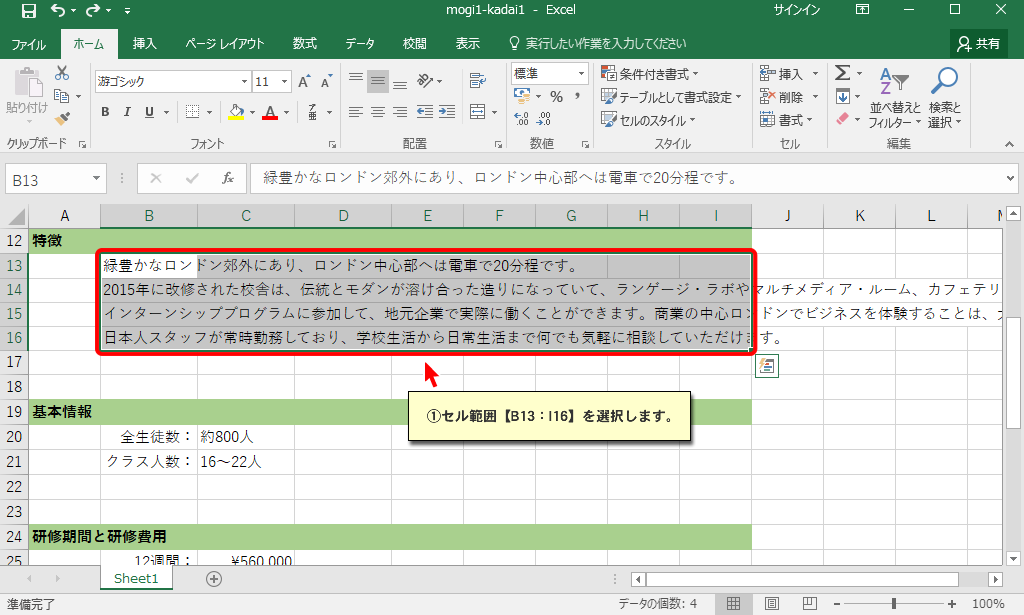 mogi1-kadai1 - Excel
サインイン
ファイル ホーム 挿入 ページ レイアウト 数式 データ 校閲 表示 実行したい作業を入力してください 共有
貼り付け
游ゴシック 11
B I U
標準
% ,
条件付き書式
テーブルとして書式設定
セルのスタイル
挿入
削除
書式
並べ替えと
フィルター
検索と
選択
クリップボード フォント 配置 数値 スタイル セル 編集
B13 fx 緑豊かなロンドン郊外にあり、ロンドン中心部へは電車で20分程です。
A B C D E F G H I J K L
12 特徴
13 緑豊かなロンドン郊外にあり、ロンドン中心部へは電車で20分程です。
14 2015年に改修された校舎は、伝統とモダンが溶け合った造りになっていて、ランゲージ・ラボやマルチメディア・ルーム、カフェテリ
15 インターンシッププログラムに参加して、地元企業で実際に働くことができます。商業の中心ロンドンでビジネスを体験することは、
16 日本人スタッフが常時勤務しており、学校生活から日常生活まで何でも気軽に相談していただけます。
17
18
①セル範囲【B13：I16】を選択します。
19 基本情報
20 全生徒数： 約800人
21 クラス人数： 16～22人
22
23
24 研修期間と研修費用
25 12週間： ¥560,000
Sheet1
準備完了 データの個数: 4 100%